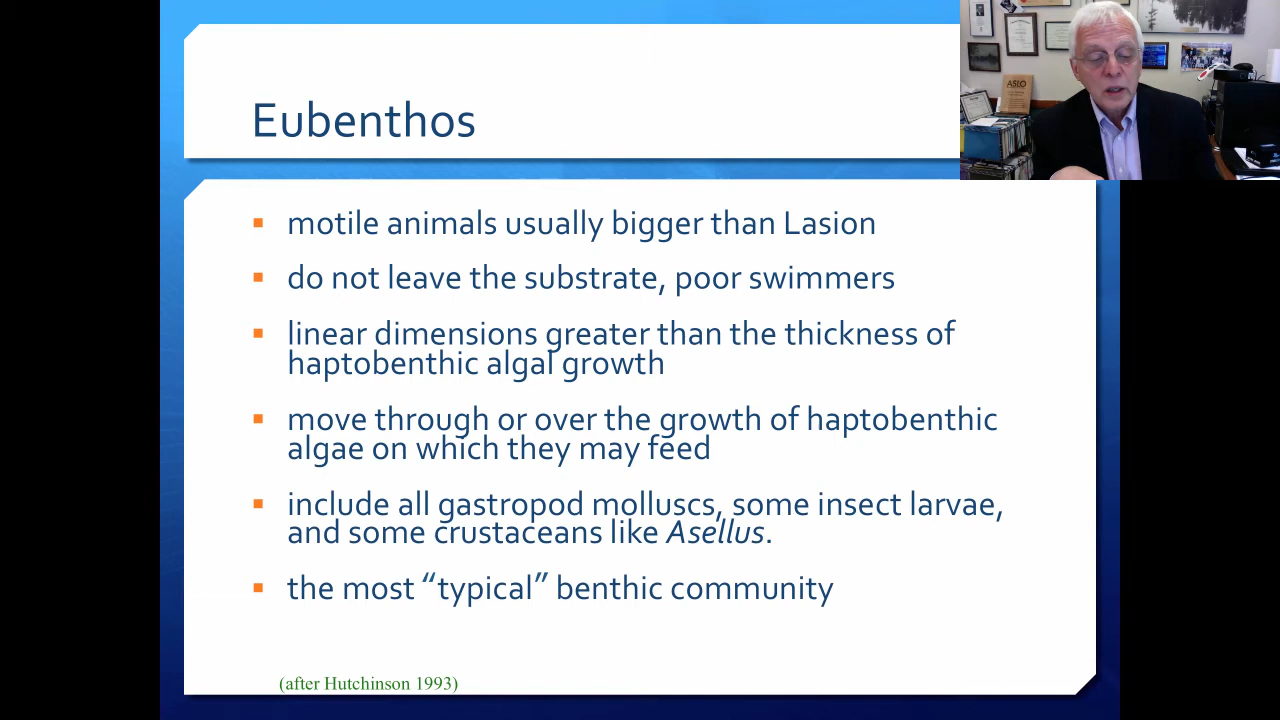 Eubenthos
ASLO
motile animals usually bigger than Lasion
do not leave the substrate, poor swimmers
linear dimensions greater than the thickness of
haptobenthic algal growth
move through or over the growth of haptobenthic
algae on which they may feed
include all gastropod molluscs, some insect larvae,
and some crustaceans like Asellus.
the most “typical” benthic community
(after Hutchinson 1993)